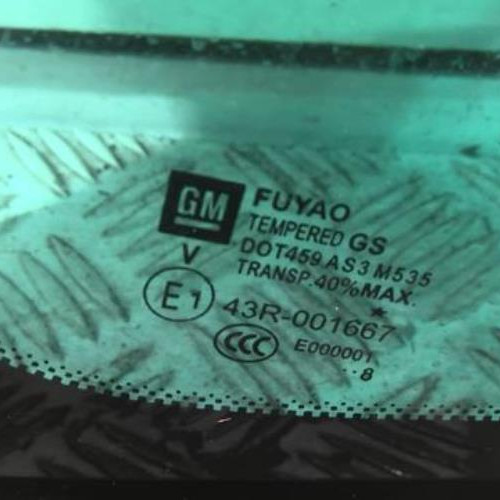 GM
FUYAO
TEMPERED GS
DOT459 AS3 M535
TRANSP.40%MAX.
V
E1
43R-001667
CCC
E000001
..8